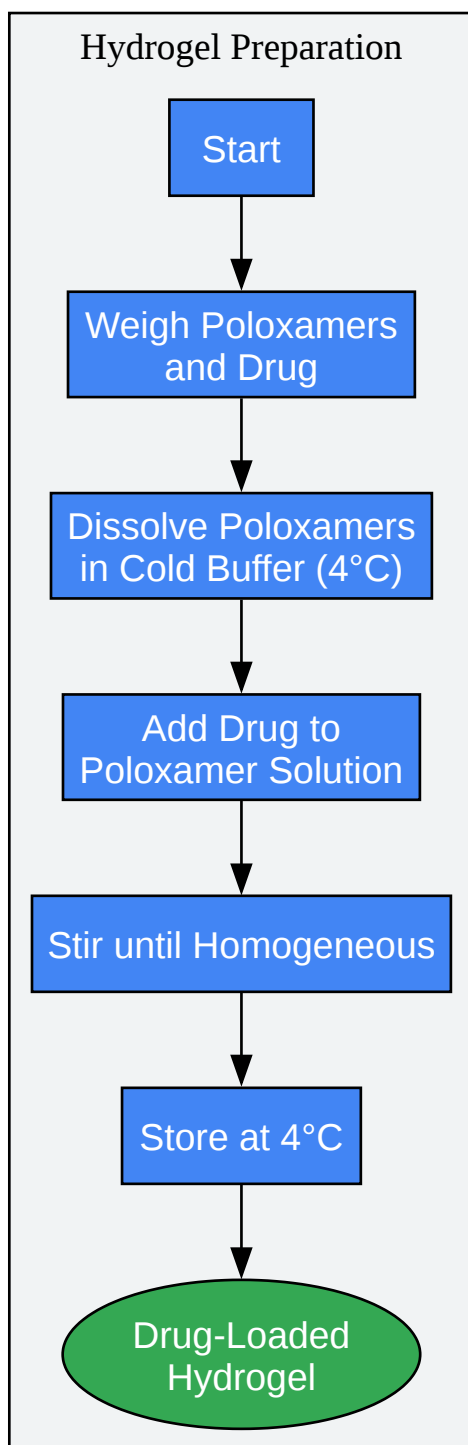 Hydrogel Preparation
Start
Weigh Poloxamers
and Drug
Dissolve Poloxamers
in Cold Buffer (4°C)
Add Drug to
Poloxamer Solution
Stir until Homogeneous
Store at 4°C
Drug-Loaded
Hydrogel